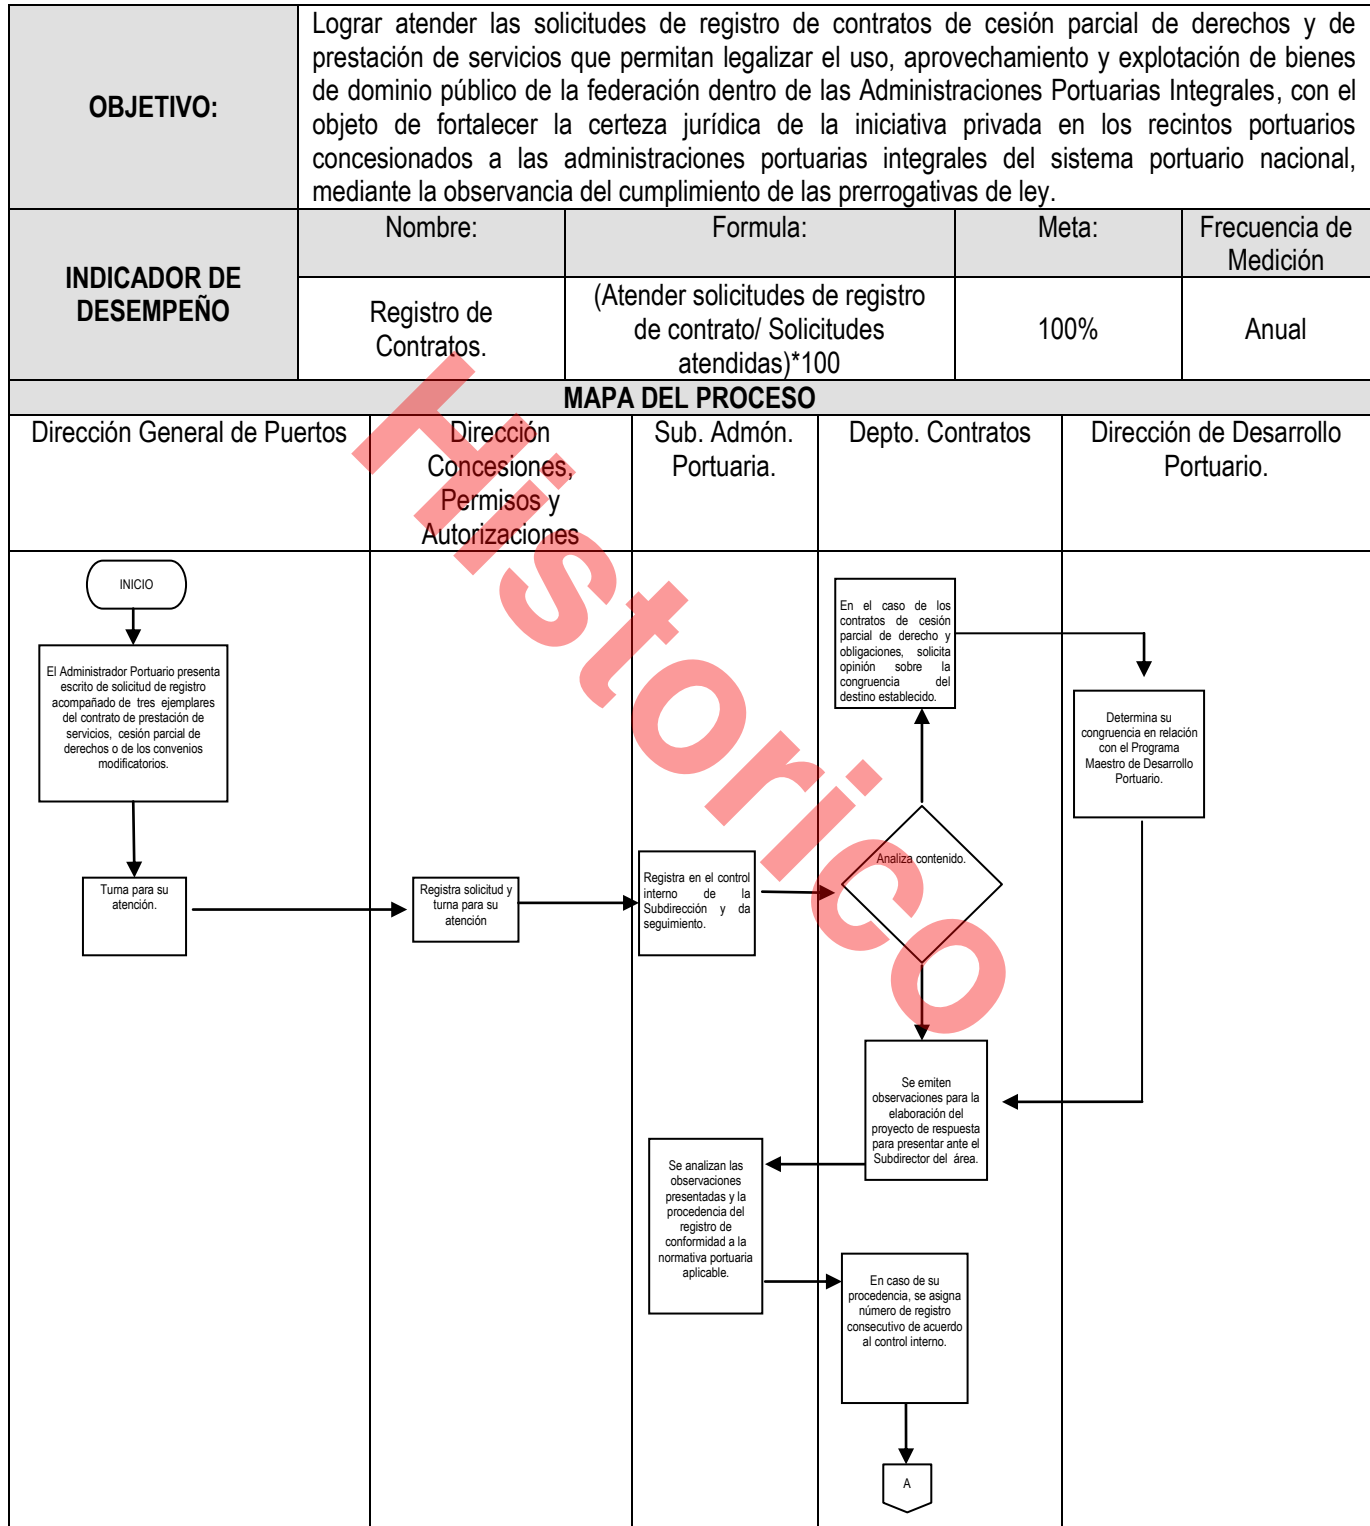 Lograr atender las solicitudes de registro de contratos de cesión parcial de derechos y de
prestación de servicios que permitan legalizar el uso, aprovechamiento y explotación de bienes
de dominio público de la federación dentro de las Administraciones Portuarias Integrales, con el
objeto de fortalecer la certeza jurídica de la iniciativa privada en los recintos portuarios
concesionados a las administraciones portuarias integrales del sistema portuario nacional,
mediante la observancia del cumplimiento de las prerrogativas de ley.
OBJETIVO:
INDICADOR DE
DESEMPEÑO
Nombre:
Formula:
Meta:
Frecuencia de
Medición
Registro de
Contratos.
(Atender solicitudes de registro
de contrato/ Solicitudes
atendidas)*100
100%
Anual
MAPA DEL PROCESO
Dirección General de Puertos
Dirección
Concesiones,
Permisos y
Autorizaciones
Sub. Admón.
Portuaria.
Depto. Contratos
Dirección de Desarrollo
Portuario.
INICIO
El Administrador Portuario presenta
escrito de solicitud de registro
acompañado de tres ejemplares
del contrato de prestación de
servicios, cesión parcial de
derechos o de los convenios
modificatorios.
Turna para su
atención.
Registra solicitud y
turna para su
atención
Registra en el control
interno de la
Subdirección y da
seguimiento.
Analiza contenido.
En el caso de los
contratos de cesión
parcial de derecho y
obligaciones, solicita
opinión sobre la
congruencia del
destino establecido.
Determina su
congruencia en relación
con el Programa
Maestro de Desarrollo
Portuario.
Se emiten
observaciones para la
elaboración del
proyecto de respuesta
para presentar ante el
Subdirector del área.
Se analizan las
observaciones
presentadas y la
procedencia del
registro de
conformidad a la
normativa portuaria
aplicable.
En caso de su
procedencia, se asigna
número de registro
consecutivo de acuerdo
al control interno.
A
Historico